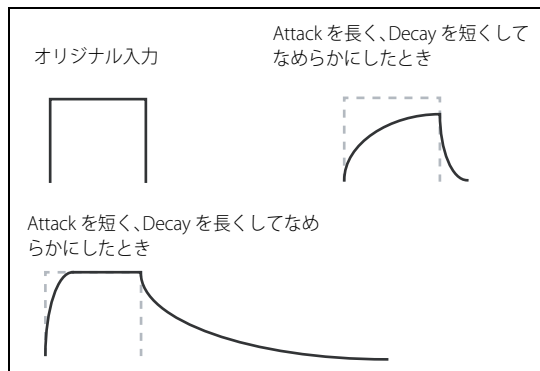 オリジナル入力
Attack を長く、Decay を短くして
なめらかにしたとき
Attack を短く、Decay を長くしてなめ
らかにしたとき